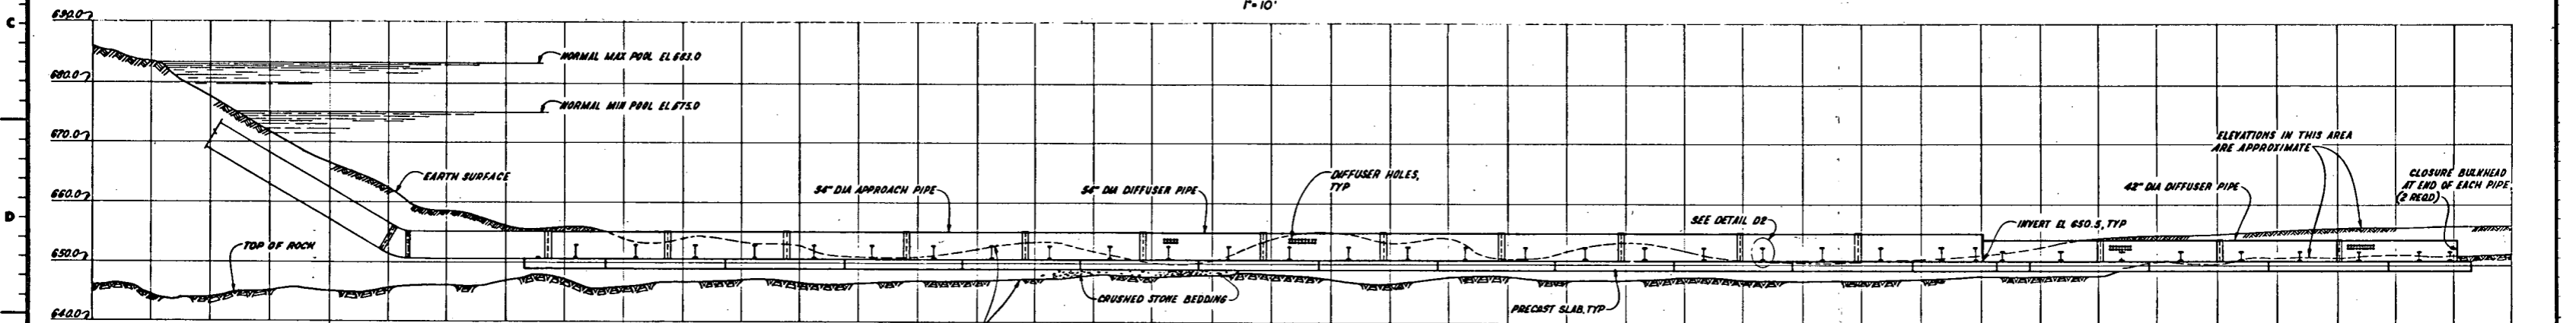 1"=10'
C
690.0
NORMAL MAX POOL EL 683.0
680.0
NORMAL MIN POOL EL 675.0
670.0
ELEVATIONS IN THIS AREA
ARE APPROXIMATE
EARTH SURFACE
54" DIA APPROACH PIPE
54" DIA DIFFUSER PIPE
DIFFUSER HOLES,
TYP
42" DIA DIFFUSER PIPE
CLOSURE BULKHEAD
AT END OF EACH PIPE
(2 REQD)
660.0
D
SEE DETAIL D2
INVERT EL 650.5, TYP
TOP OF ROCK
650.0
CRUSHED STONE BEDDING
PRECAST SLAB, TYP
640.0